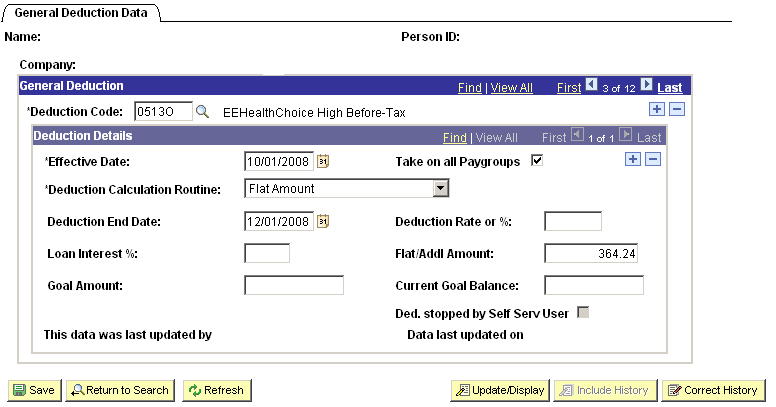 General Deduction Data
Name: Person ID:
Company:
General Deduction Find | View All First 3 of 12 Last
*Deduction Code: 0513O EEHealthChoice High Before-Tax
Deduction Details Find | View All First 1 of 1 Last
*Effective Date: 10/01/2008 31 Take on all Paygroups
*Deduction Calculation Routine: Flat Amount
Deduction End Date: 12/01/2008 31 Deduction Rate or %:
Loan Interest %: Flat/Addl Amount: 364.24
Goal Amount: Current Goal Balance:
Ded. stopped by Self Serv User
This data was last updated by Data last updated on
Save Return to Search Refresh Update/Display Include History Correct History